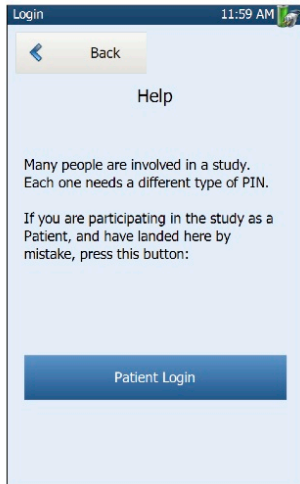 Login 11:59 AM
Back
Help
Many people are involved in a study.
Each one needs a different type of PIN.
If you are participating in the study as a
Patient, and have landed here by
mistake, press this button:
Patient Login